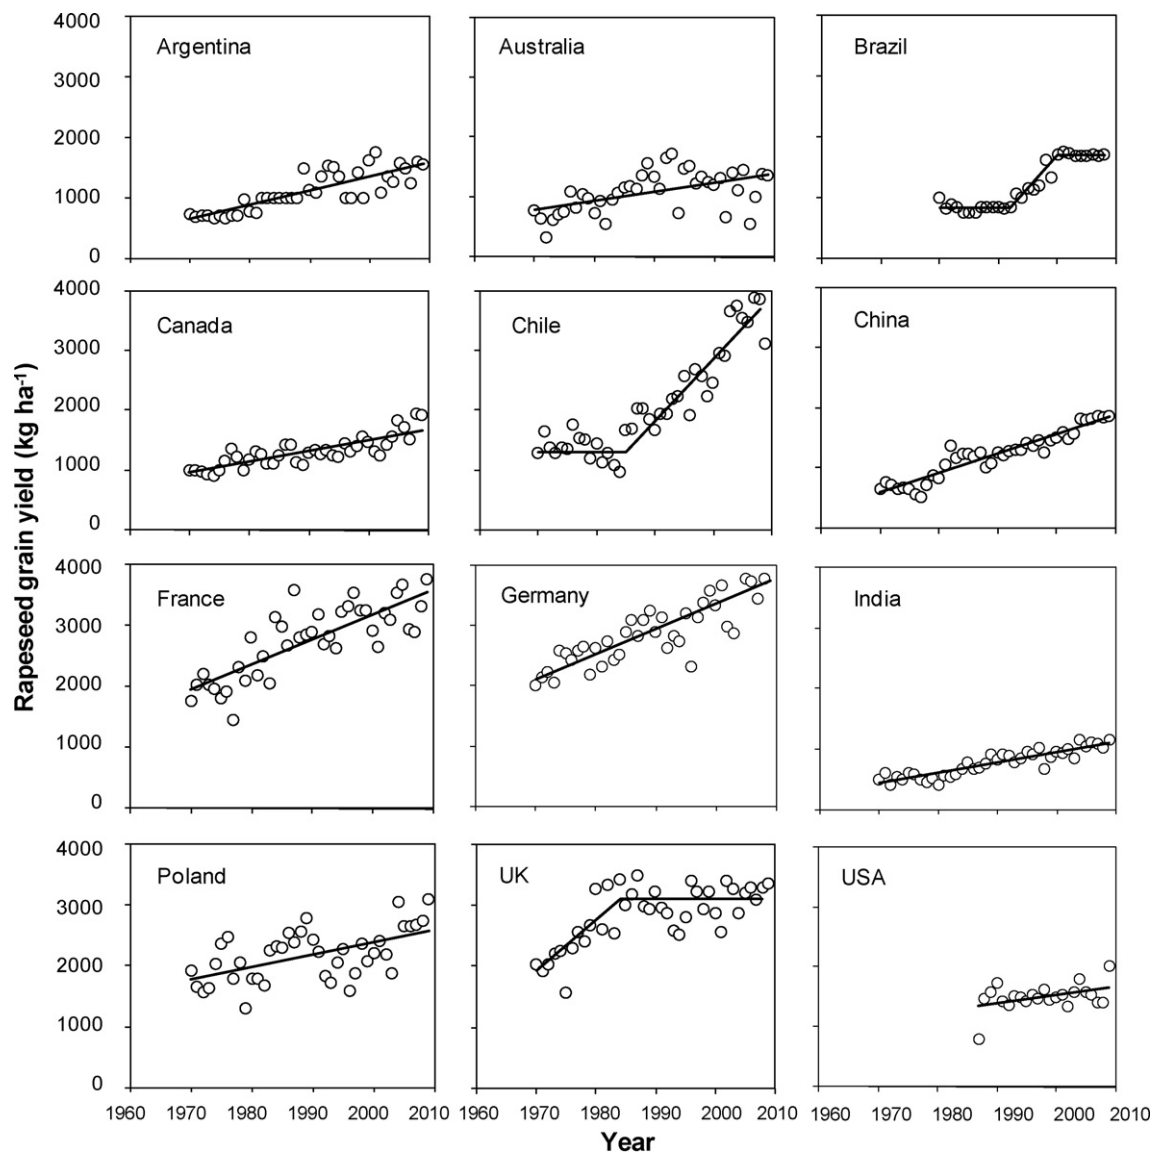 4000
3000
2000
1000
0
Argentina
Australia
Brazil
4000
3000
2000
1000
0
Canada
Chile
China
Rapeseed grain yield (kg ha-1)
4000
3000
2000
1000
0
France
Germany
India
4000
3000
2000
1000
0
Poland
UK
USA
1960 1970 1980 1990 2000 2010
1960 1970 1980 1990 2000 2010
1960 1970 1980 1990 2000 2010
Year